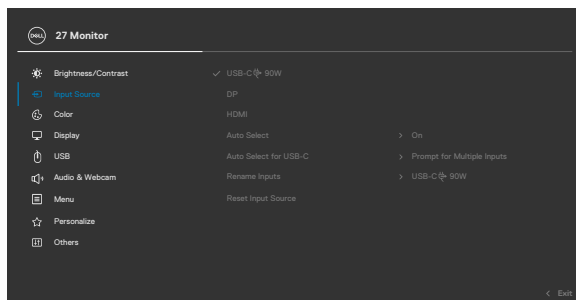 DELL 27 Monitor
Brightness/Contrast USB-C 90W
Input Source DP
Color HDMI
Display Auto Select > On
USB Auto Select for USB-C > Prompt for Multiple Inputs
Audio & Webcam Rename Inputs > USB-C 90W
Menu Reset Input Source
Personalize
Others
< Exit